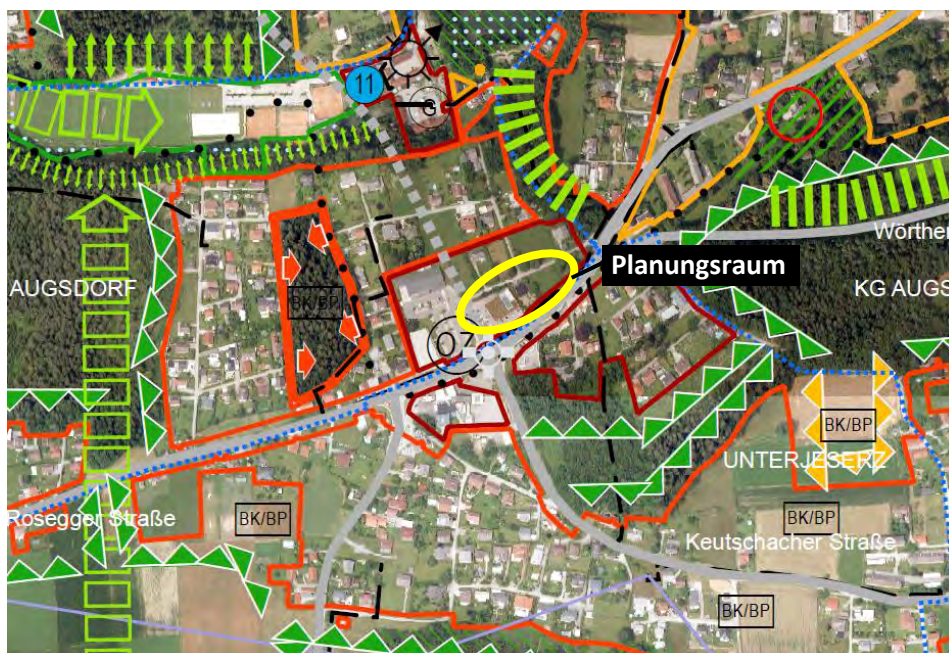 11
G
Wörther
Planungsraum
AUGSDORF
KG AUGS
BK/BP
ÖZ
BK/BP
UNTERJESERZ
Rosegger Straße
BK/BP
BK/BP
Keutschacher Straße
BK/BP